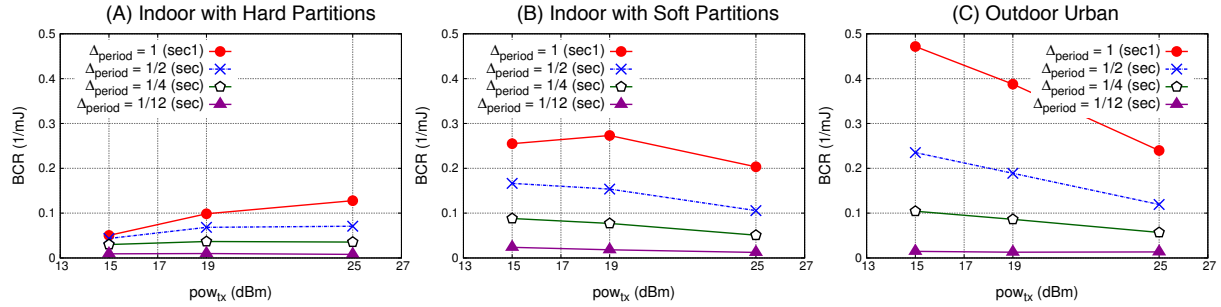 (A) Indoor with Hard Partitions
0.5
0.4
0.3
0.2
0.1
0
BCR (1/mJ)
Δperiod = 1 (sec1)
Δperiod = 1/2 (sec)
Δperiod = 1/4 (sec)
Δperiod = 1/12 (sec)
13 15 17 19 25 27
powtx (dBm)
(B) Indoor with Soft Partitions
0.5
0.4
0.3
0.2
0.1
0
BCR (1/mJ)
Δperiod = 1 (sec1)
Δperiod = 1/2 (sec)
Δperiod = 1/4 (sec)
Δperiod = 1/12 (sec)
13 15 17 19 25 27
powtx (dBm)
(C) Outdoor Urban
0.5
0.4
0.3
0.2
0.1
0
BCR (1/mJ)
Δperiod = 1 (sec1)
Δperiod = 1/2 (sec)
Δperiod = 1/4 (sec)
Δperiod = 1/12 (sec)
13 15 17 19 25 27
powtx (dBm)